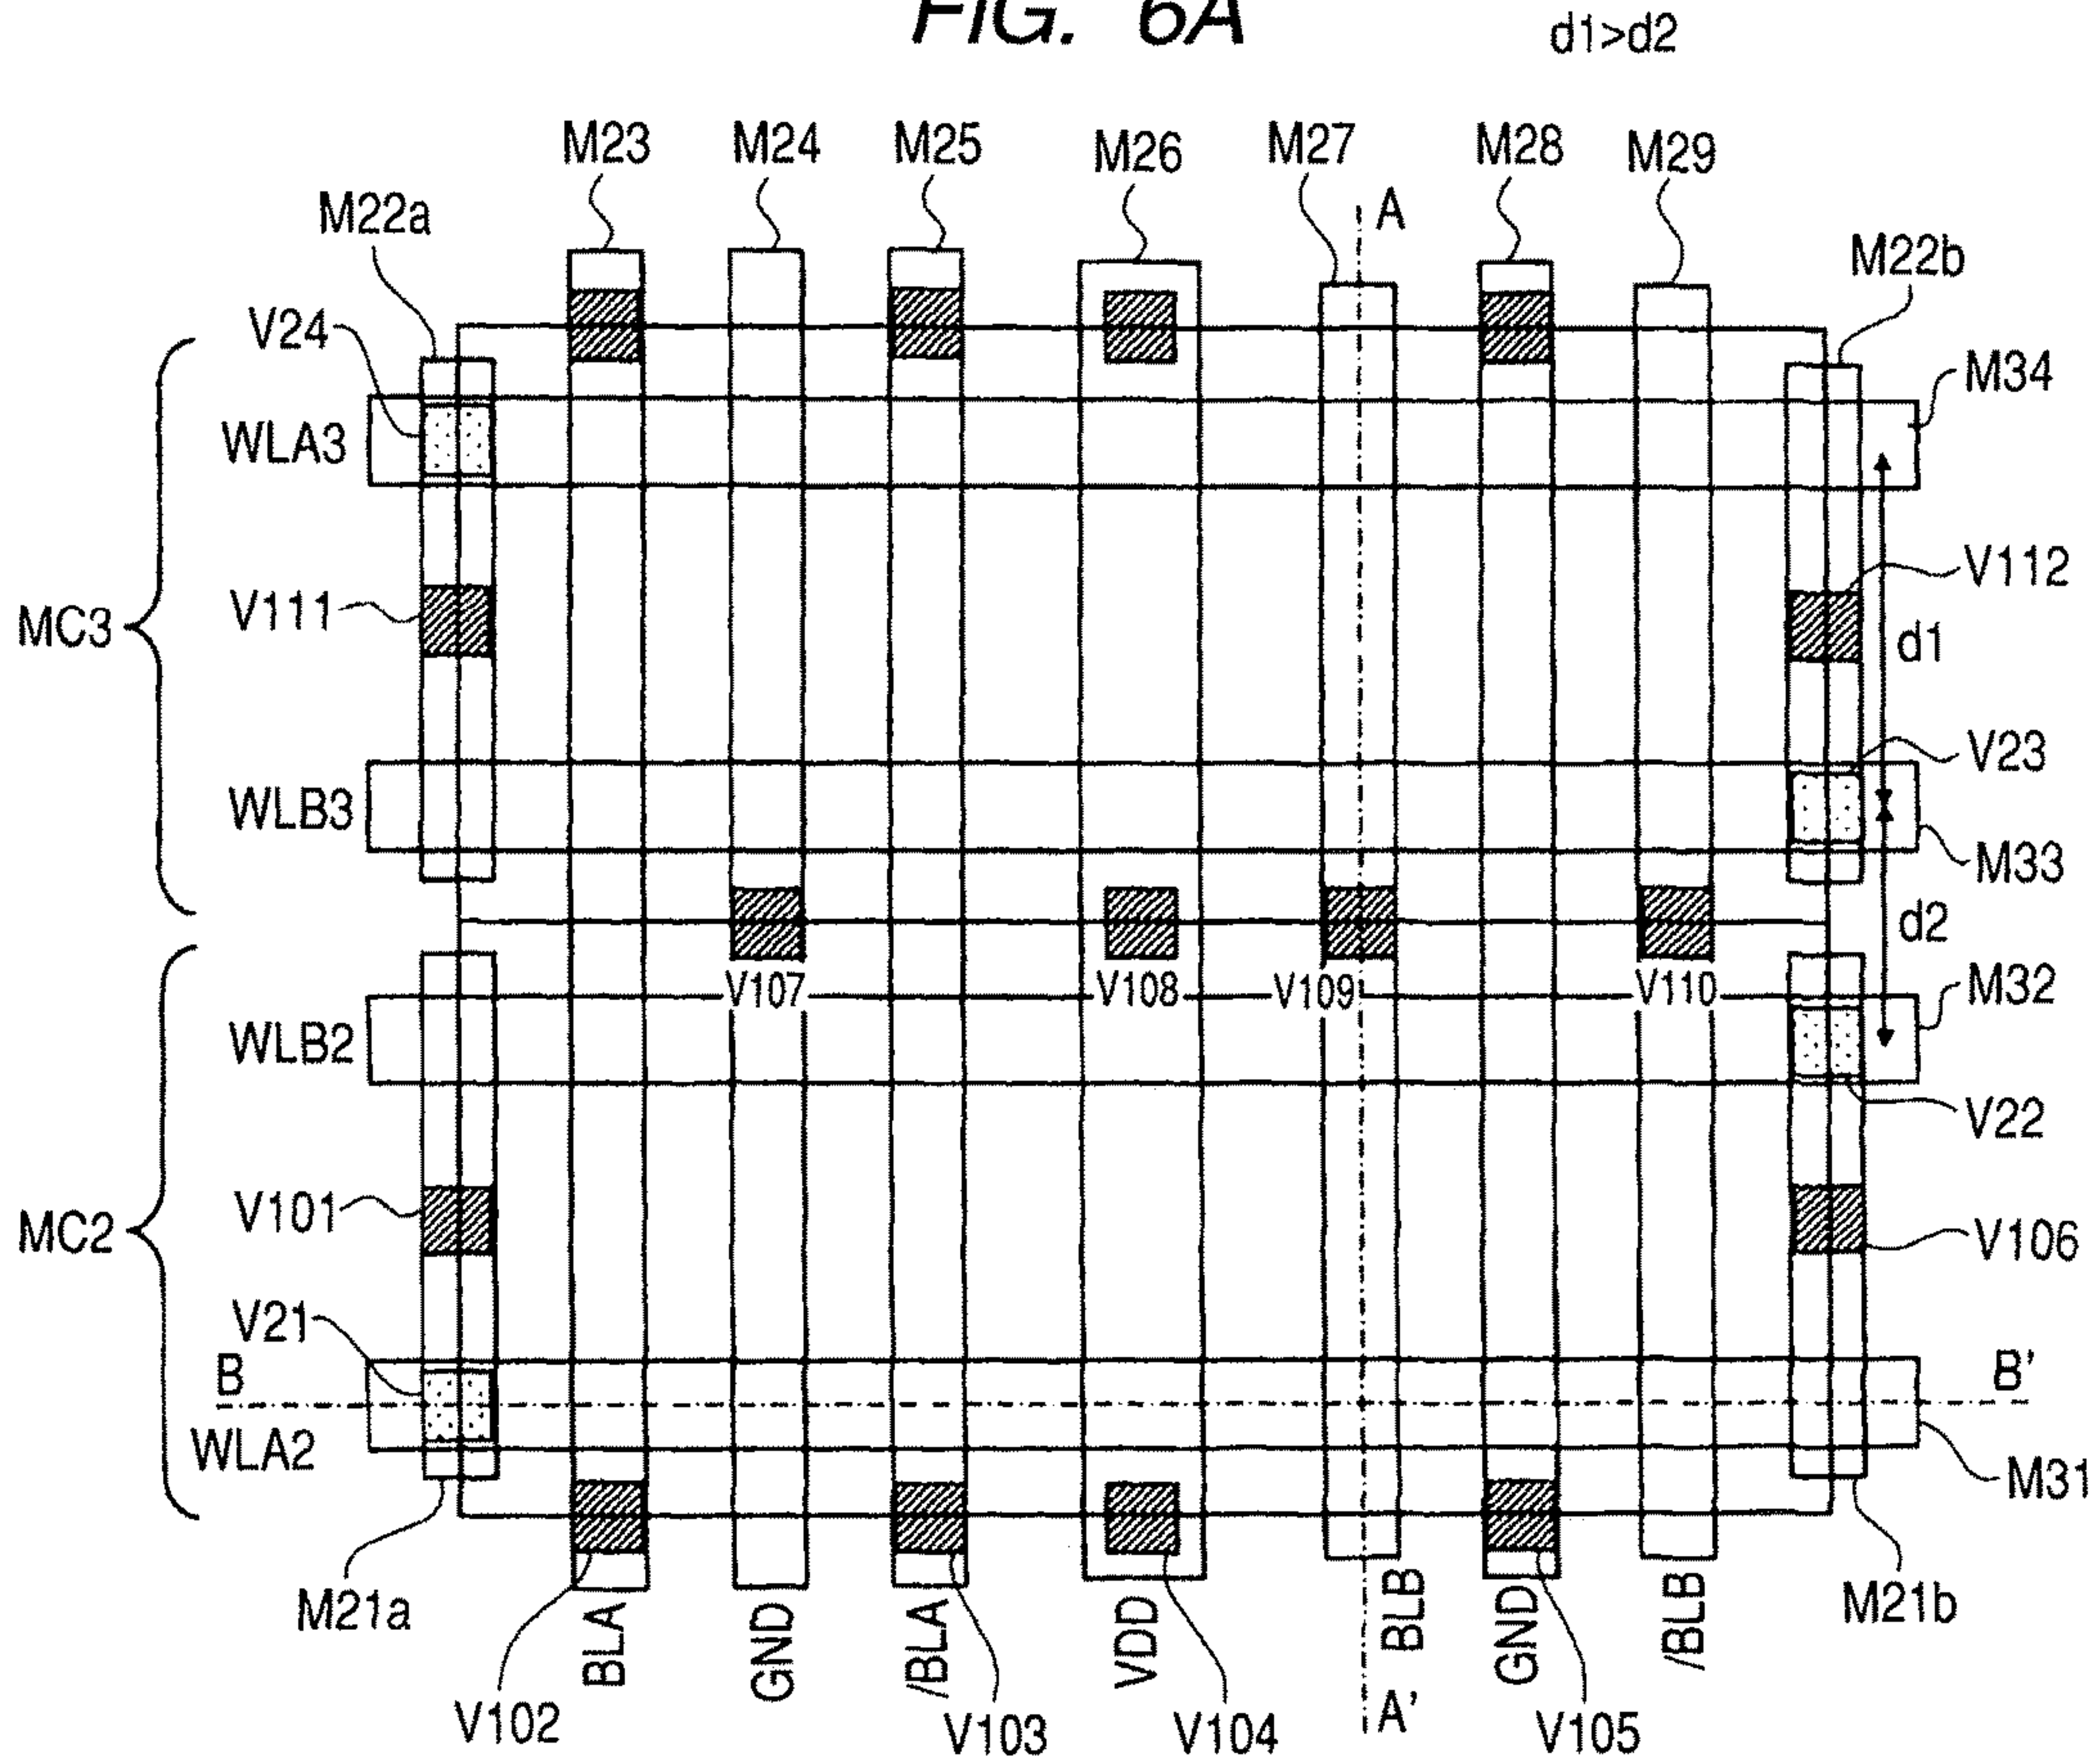 FIG. 6A
d1>d2
M23
M24
M25
M26
M27
M28
M29
A
M22a
M22b
V24
M34
WLA3
V112
V111
MC3
d1
V23
WLB3
M33
d2
V107
V108
V109
V110
M32
WLB2
V22
V101
MC2
V106
V21
B
B'
WLA2
M31
M21a
M21b
BLA
GND
/BLA
VDD
BLB
GND
/BLB
V102
V103
V104
A'
V105